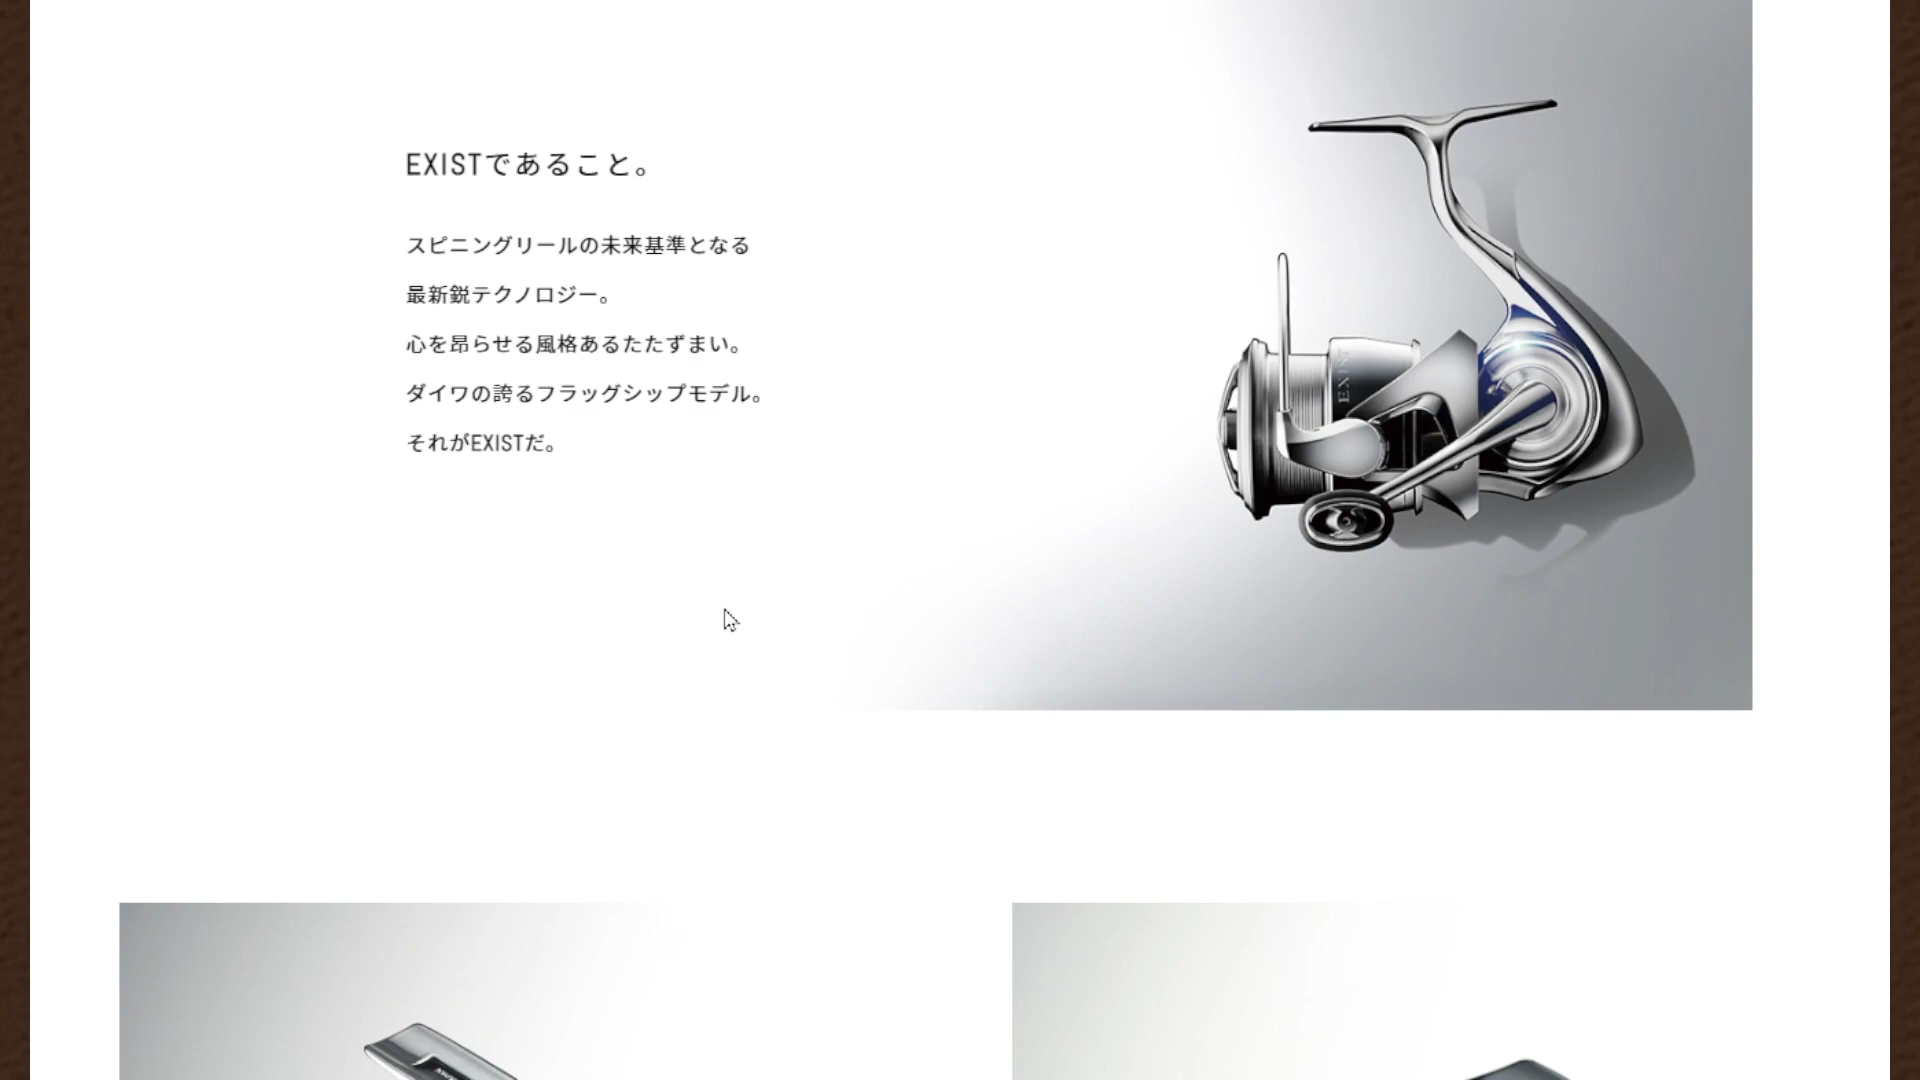 EXISTであること。
スピニングリールの未来基準となる
最新鋭テクノロジー。
心を昂らせる風格あるたたずまい。
ダイワの誇るフラッグシップモデル。
それがEXISTだ。
EXIST